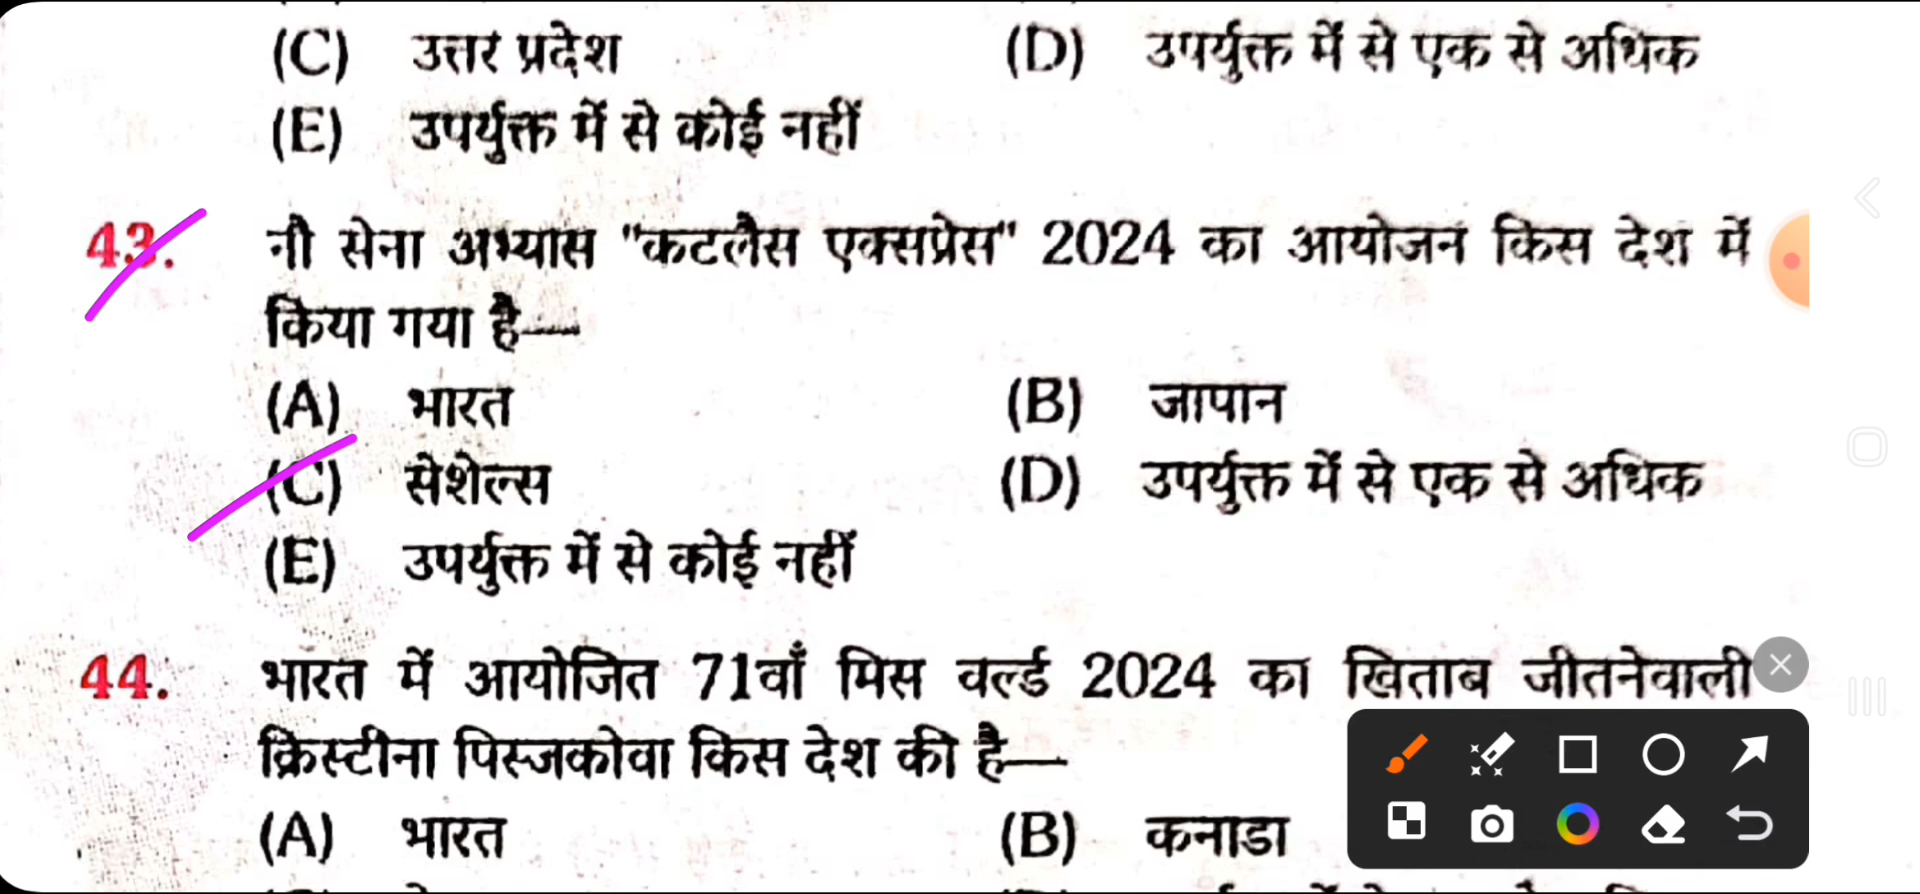 (C) उत्तर प्रदेश (D) उपर्युक्त में से एक से अधिक
(E) उपर्युक्त में से कोई नहीं
43. नौ सेना अभ्यास "कटलैस एक्सप्रेस" 2024 का आयोजन किस देश में
किया गया है—
(A) भारत (B) जापान
(C) सेशेल्स (D) उपर्युक्त में से एक से अधिक
(E) उपर्युक्त में से कोई नहीं
44. भारत में आयोजित 71वाँ मिस वर्ल्ड 2024 का खिताब जीतनेवाली
क्रिस्टीना पिस्जकोवा किस देश की है—
(A) भारत (B) कनाडा